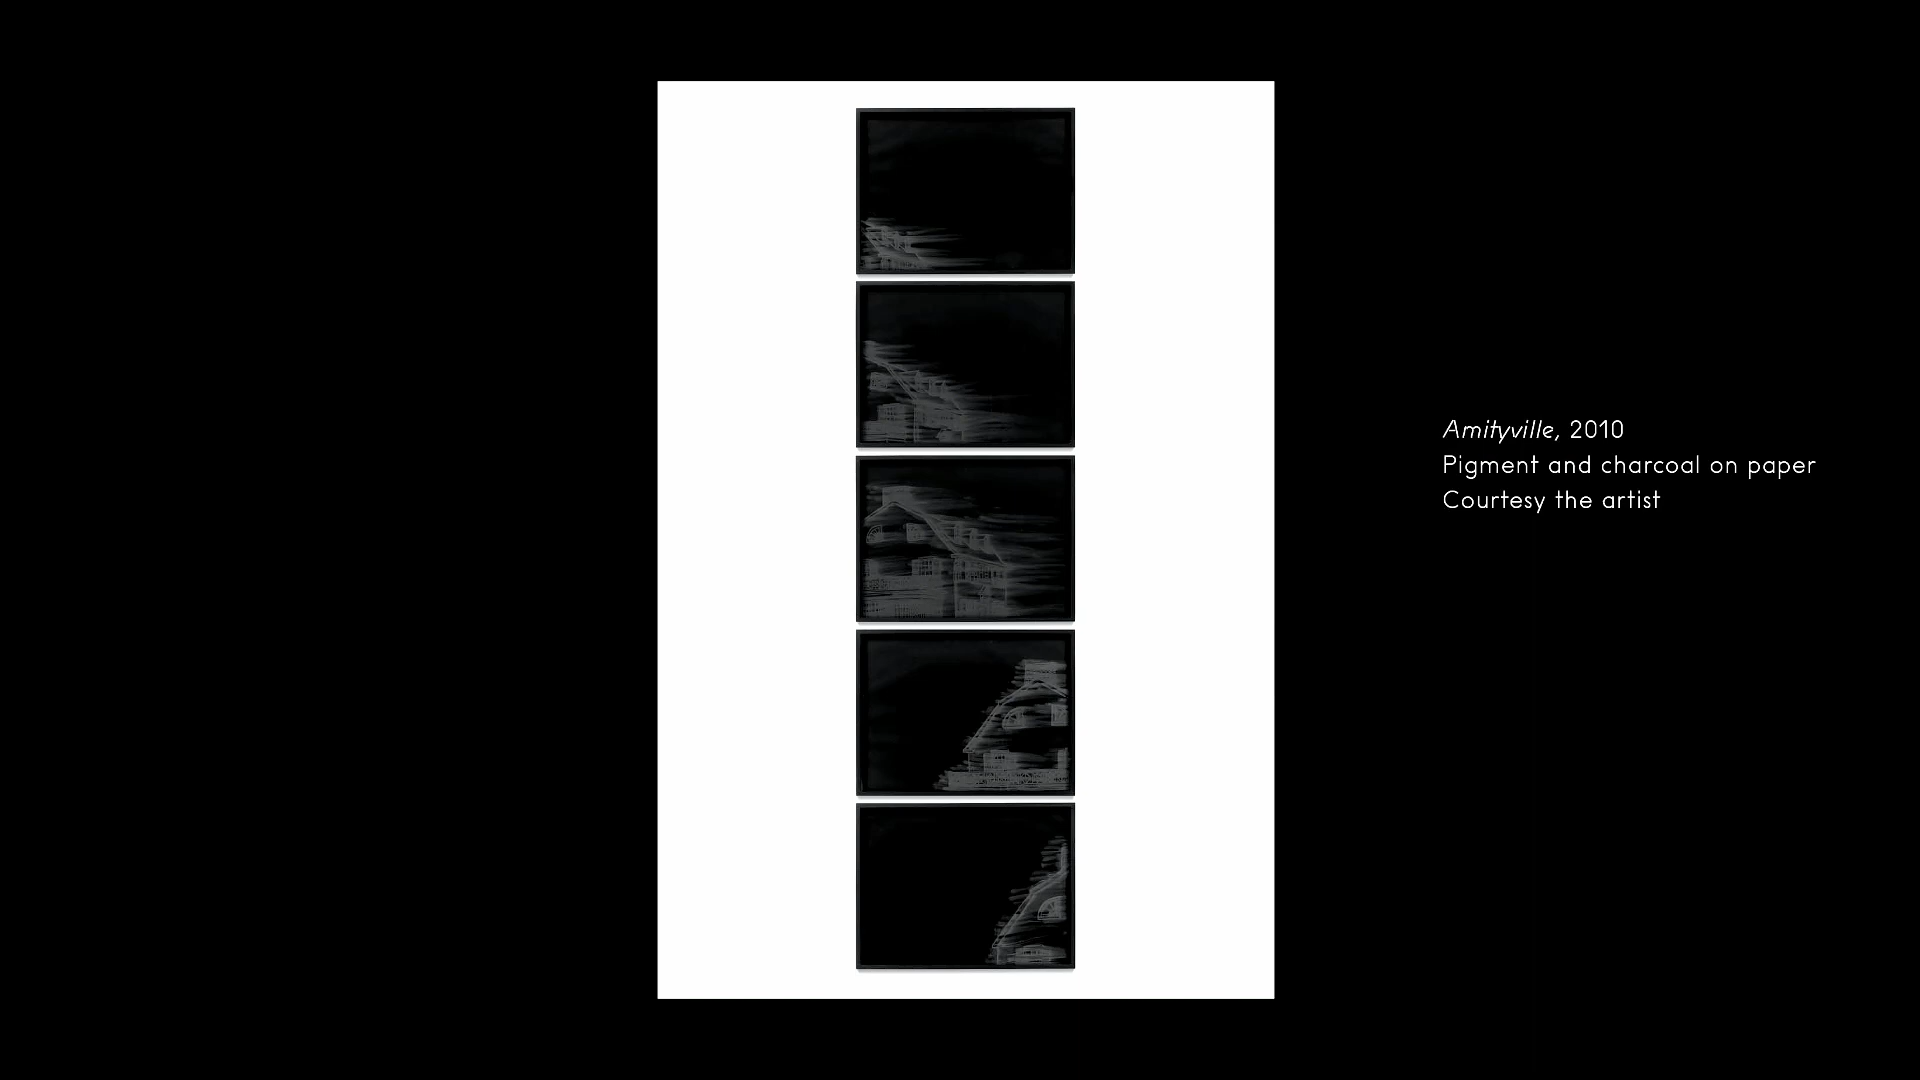 Amityville, 2010
Pigment and charcoal on paper
Courtesy the artist